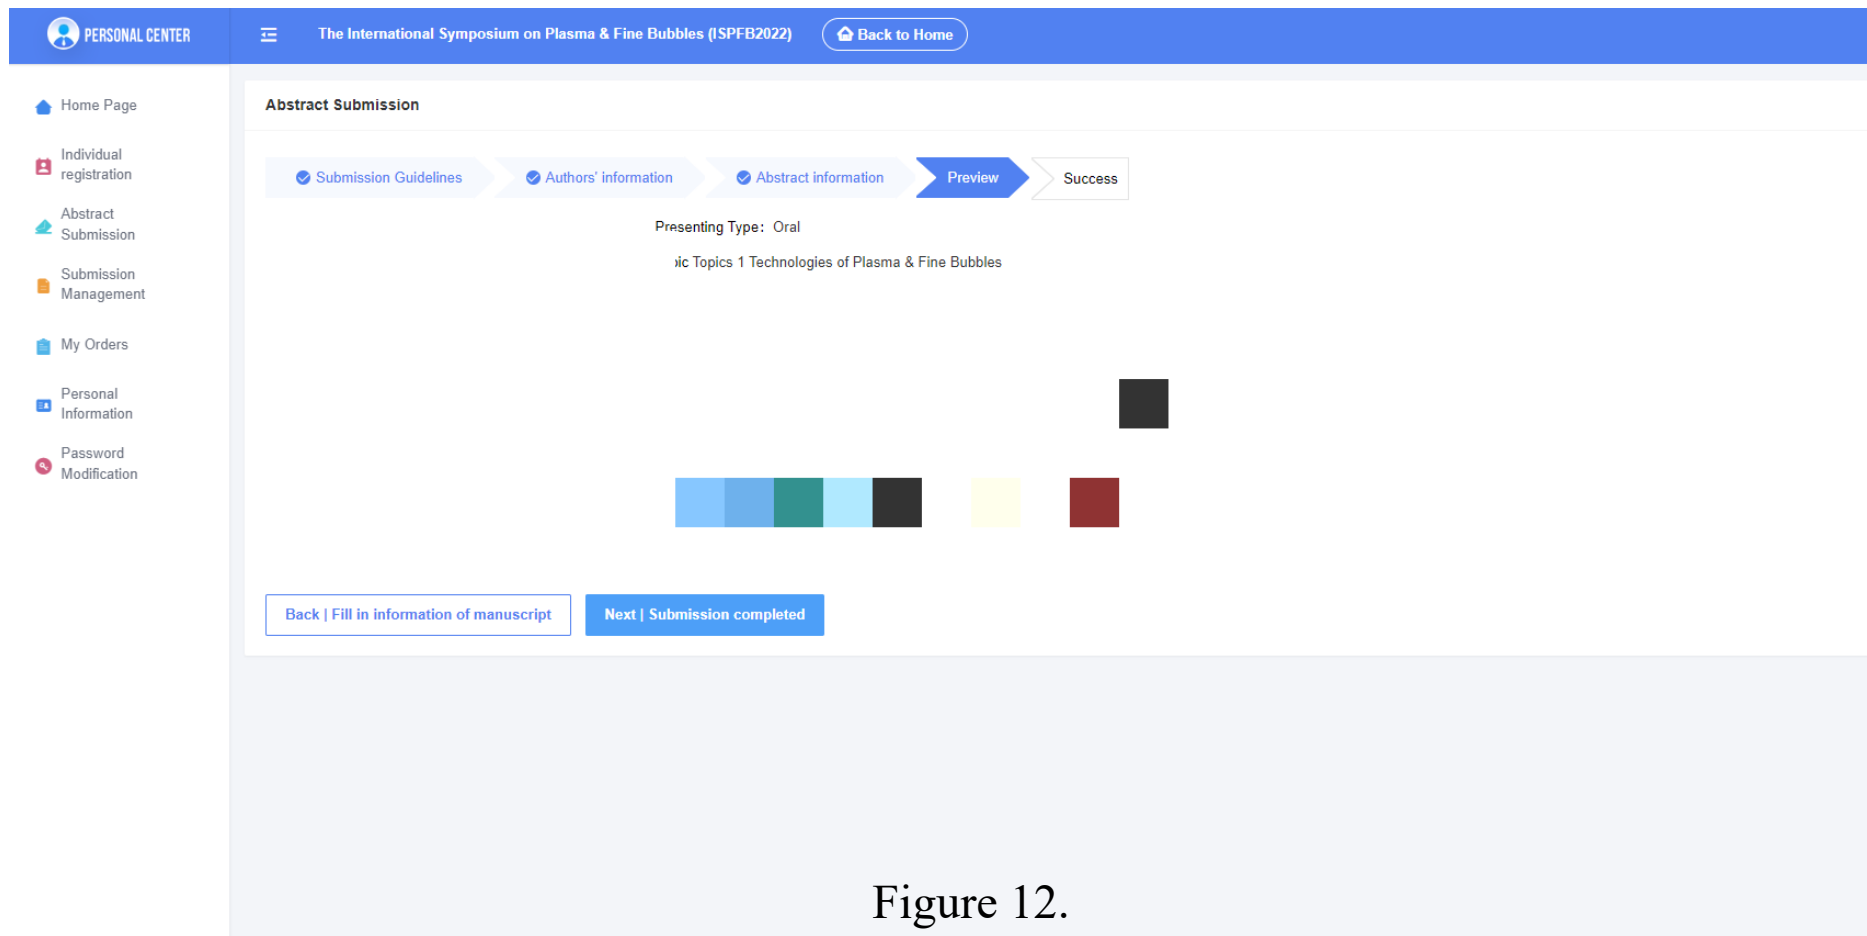 PERSONAL CENTER
The International Symposium on Plasma & Fine Bubbles (ISPFB2022)
Back to Home
Home Page
Individual
registration
Abstract
Submission
Submission
Management
My Orders
Personal
Information
Password
Modification
Abstract Submission
Submission Guidelines
Authors' information
Abstract information
Preview
Success
Presenting Type: Oral
Topics 1 Technologies of Plasma & Fine Bubbles
Back | Fill in information of manuscript
Next | Submission completed
Figure 12.